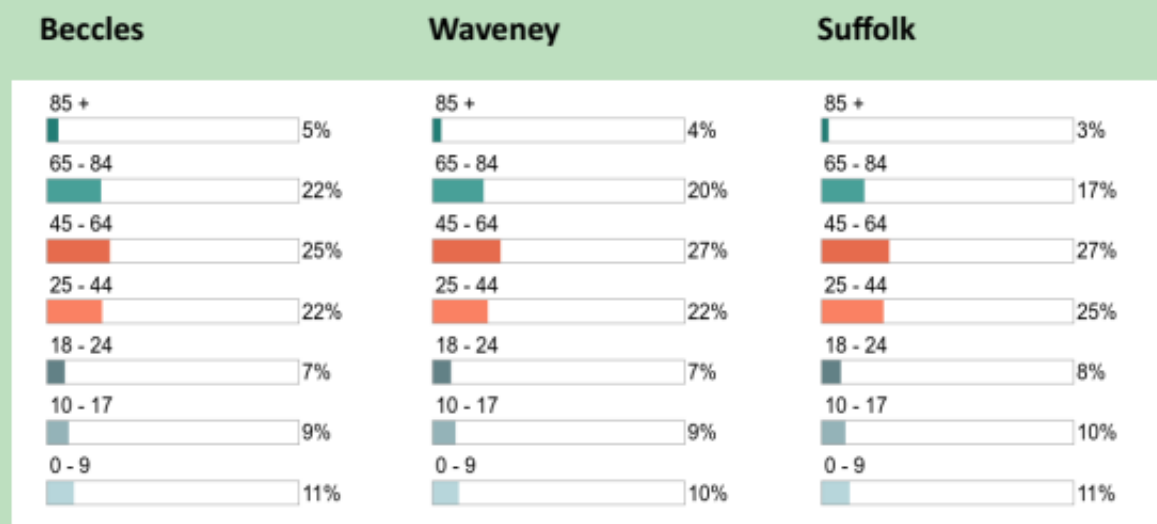 Beccles Waveney Suffolk
85 + 85 + 85 +
5% 4% 3%
65 - 84 65 - 84 65 - 84
22% 20% 17%
45 - 64 45 - 64 45 - 64
25% 27% 27%
25 - 44 25 - 44 25 - 44
22% 22% 25%
18 - 24 18 - 24 18 - 24
7% 7% 8%
10 - 17 10 - 17 10 - 17
9% 9% 10%
0 - 9 0 - 9 0 - 9
11% 10% 11%